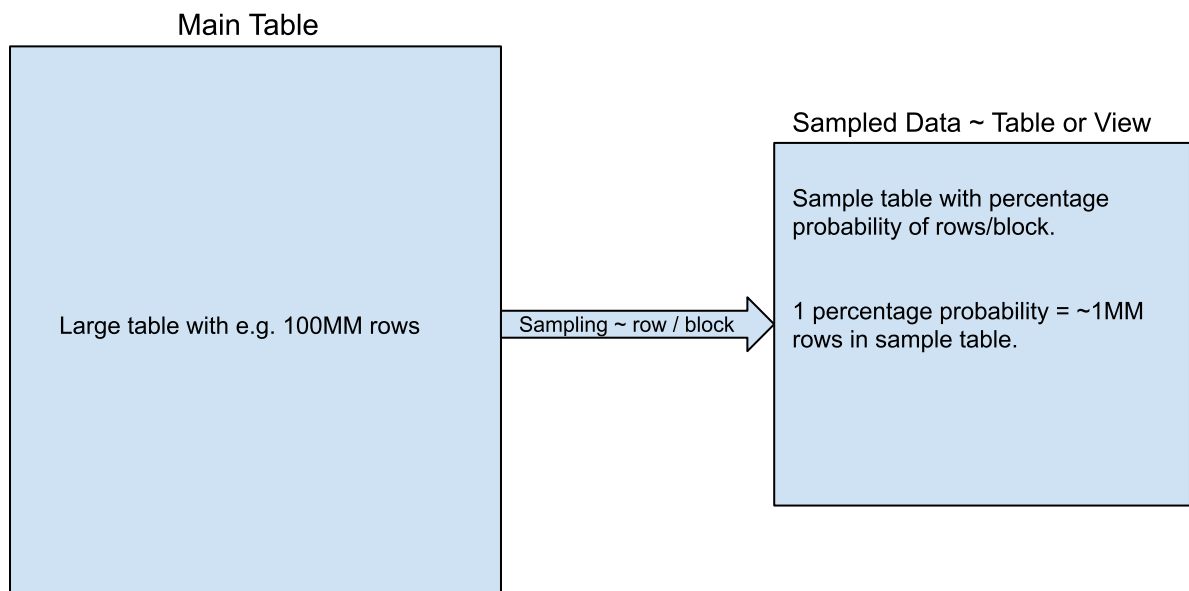 Main Table
Sampled Data ~ Table or View
Sample table with percentage
probability of rows/block.
Large table with e.g. 100MM rows
Sampling ~ row / block
1 percentage probability = ~1MM
rows in sample table.